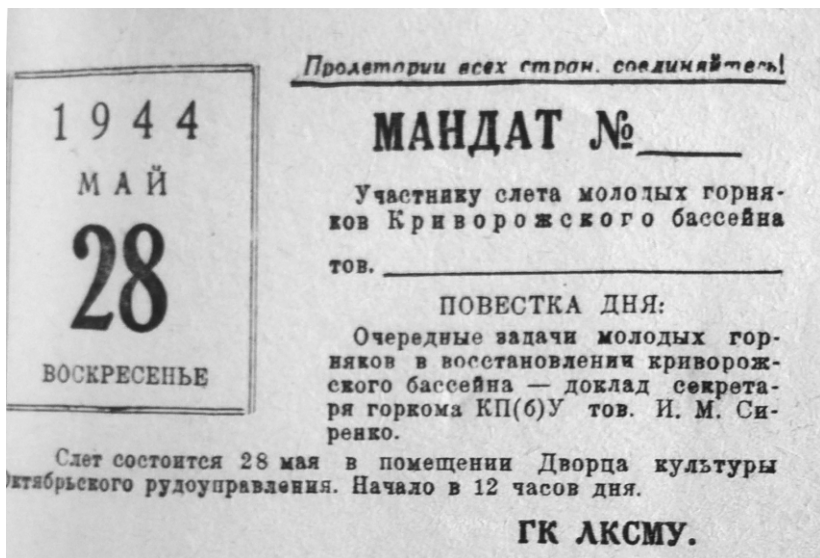 Пролетарии всех стран, соединяйтесь!
1944
МАЙ
28
ВОСКРЕСЕНЬЕ
МАНДАТ №
Участнику слета молодых горня-
ков Криворожского бассейна
тов.
ПОВЕСТКА ДНЯ:
Очередные задачи молодых гор-
няков в восстановлении криворож-
ского бассейна — доклад секрета-
ря горкома КП(б)У тов. И. М. Си-
ренко.
Слет состоится 28 мая в помещении Дворца культуры
Октябрьского рудоуправления. Начало в 12 часов дня.
ГК ЛКСМУ.